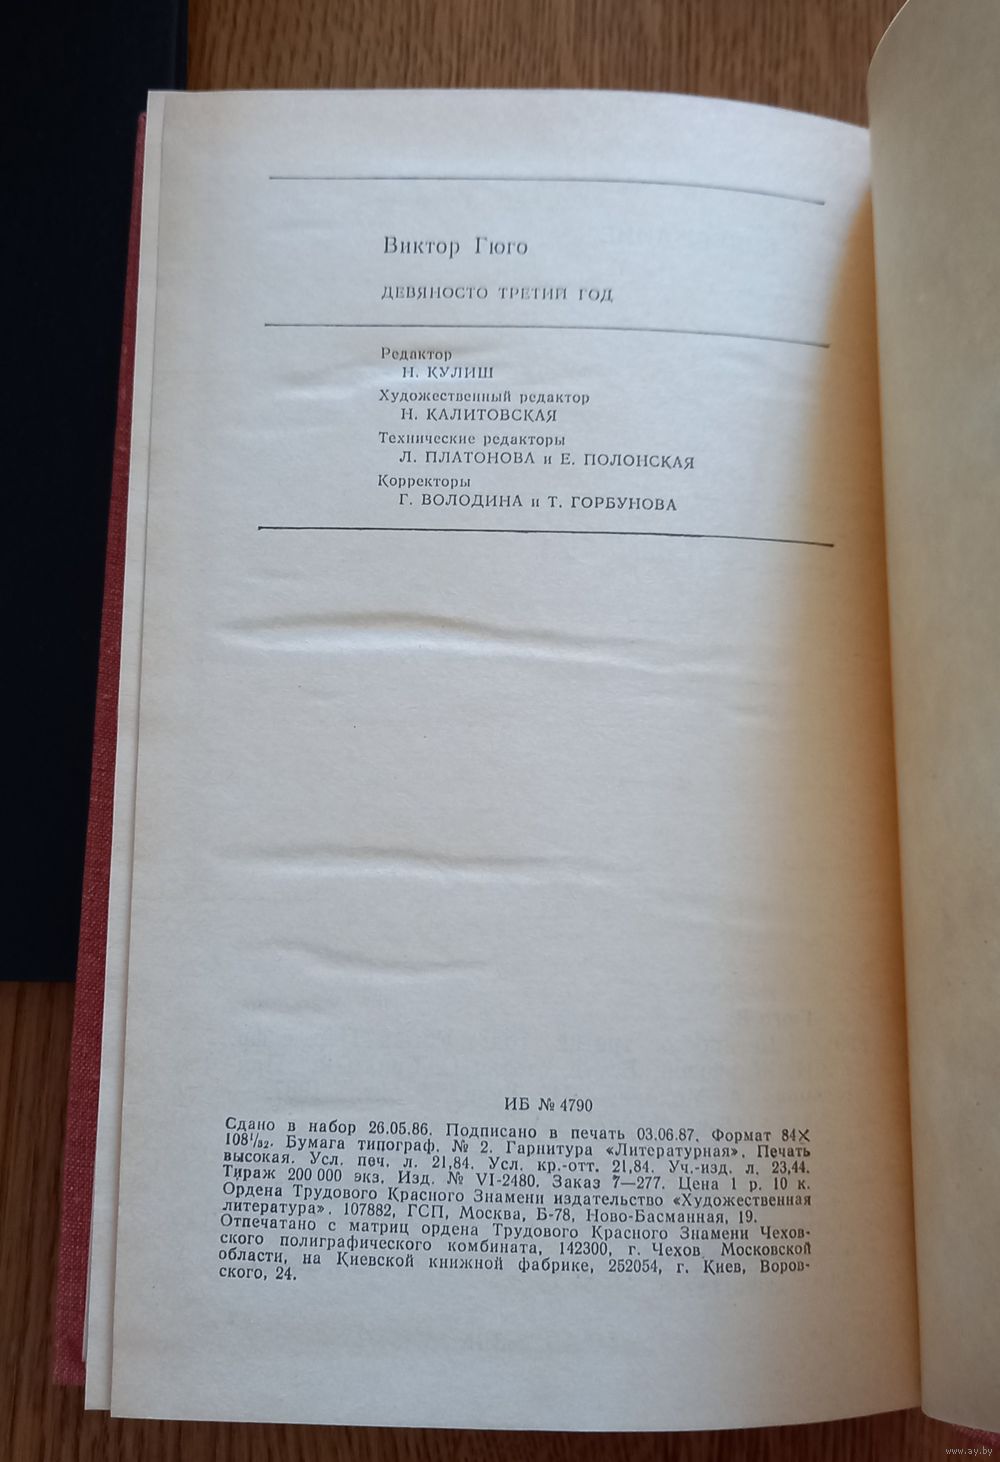 Виктор Гюго
ДЕВЯНОСТО ТРЕТИЙ ГОД
Редактор
Н. КУЛИШ
Художественный редактор
Н. КАЛИТОВСКАЯ
Технические редакторы
Л. ПЛАТОНОВА и Е. ПОЛОНСКАЯ
Корректоры
Г. ВОЛОДИНА и Т. ГОРБУНОВА
ИБ № 4790
Сдано в набор 26.05.86. Подписано в печать 03.06.87. Формат 84×
108¹/₃₂. Бумага типограф. № 2. Гарнитура «Литературная». Печать
высокая. Усл. печ. л. 21,84. Усл. кр.-отт. 21,84. Уч.-изд. л. 23,44.
Тираж 200 000 экз. Изд. № VI-2480. Заказ 7—277. Цена 1 р. 10 к.
Ордена Трудового Красного Знамени издательство «Художественная
литература». 107882, ГСП, Москва, Б-78, Ново-Басманная, 19.
Отпечатано с матриц ордена Трудового Красного Знамени Чехов-
ского полиграфического комбината, 142300, г. Чехов Московской
области, на Киевской книжной фабрике, 252054, г. Киев, Воров-
ского, 24.
www.ay.by